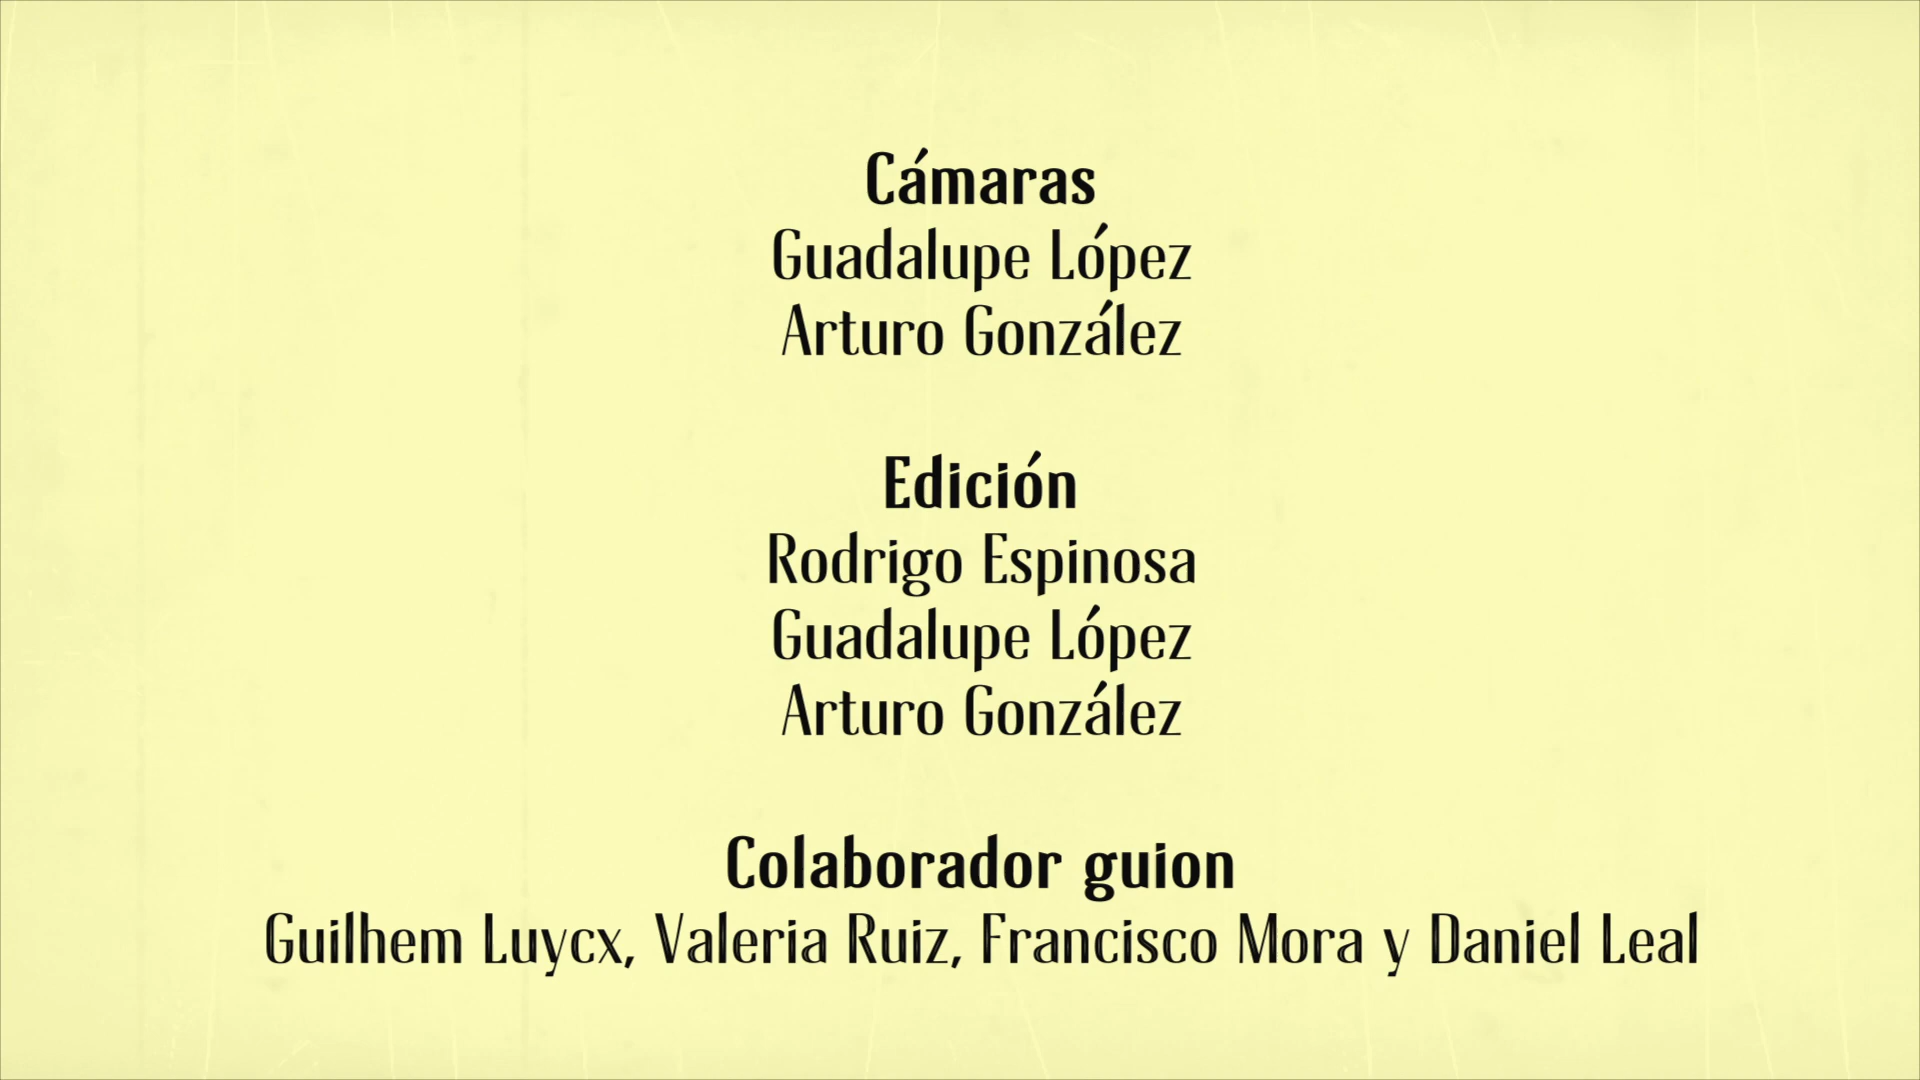 Cámaras
Guadalupe López
Arturo González
Edición
Rodrigo Espinosa
Guadalupe López
Arturo González
Colaborador guion
Guilhem Luycx, Valeria Ruiz, Francisco Mora y Daniel Leal